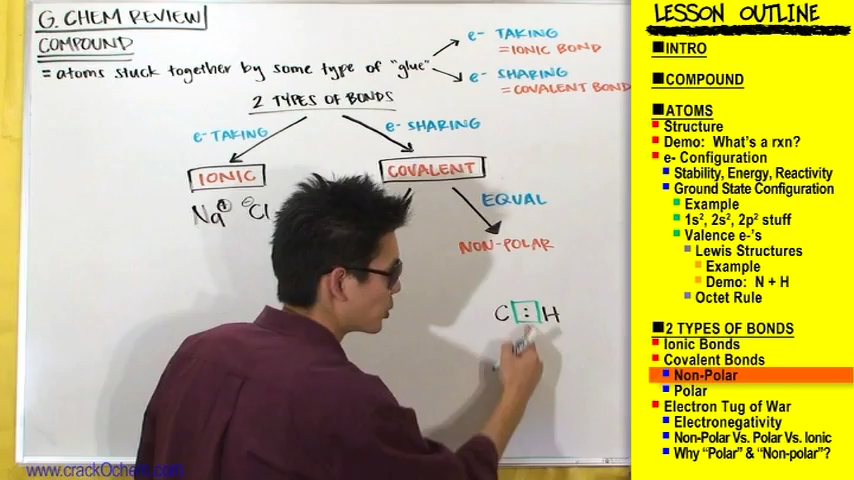 G. CHEM REVIEW
COMPOUND
= atoms stuck together by some type of "glue"
e- TAKING
= IONIC BOND
e- SHARING
= COVALENT BOND
2 TYPES OF BONDS
e- TAKING
e- SHARING
IONIC
COVALENT
Na⊕ ⊖Cl
EQUAL
NON-POLAR
C : H
www.crackOchem.com
LESSON OUTLINE
INTRO
COMPOUND
ATOMS
Structure
Demo: What's a rxn?
e- Configuration
Stability, Energy, Reactivity
Ground State Configuration
Example
1s², 2s², 2p² stuff
Valence e-'s
Lewis Structures
Example
Demo: N + H
Octet Rule
2 TYPES OF BONDS
Ionic Bonds
Covalent Bonds
Non-Polar
Polar
Electron Tug of War
Electronegativity
Non-Polar Vs. Polar Vs. Ionic
Why "Polar" & "Non-polar"?